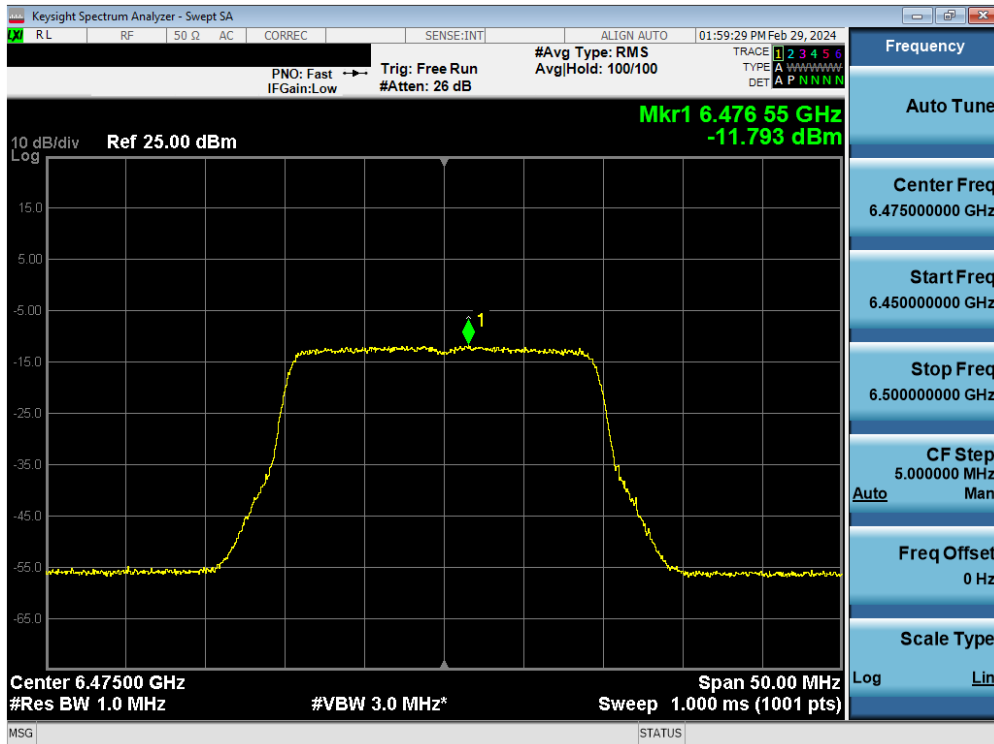 Keysight Spectrum Analyzer - Swept SA
LXI RL RF 50 Ω AC CORREC SENSE:INT ALIGN AUTO 01:59:29 PM Feb 29, 2024
PNO: Fast
IFGain:Low
Trig: Free Run
#Atten: 26 dB
#Avg Type: RMS
Avg|Hold: 100/100
TRACE 1 2 3 4 5 6
TYPE A W W W W W
DET A P N N N N
Mkr1 6.476 55 GHz
-11.793 dBm
10 dB/div
Log
Ref 25.00 dBm
15.0
5.00
-5.00
-15.0
-25.0
-35.0
-45.0
-55.0
-65.0
1
Center 6.47500 GHz
Span 50.00 MHz
#Res BW 1.0 MHz
#VBW 3.0 MHz*
Sweep 1.000 ms (1001 pts)
MSG
STATUS
Frequency
Auto Tune
Center Freq
6.475000000 GHz
Start Freq
6.450000000 GHz
Stop Freq
6.500000000 GHz
CF Step
5.000000 MHz
Auto Man
Freq Offset
0 Hz
Scale Type
Log Lin